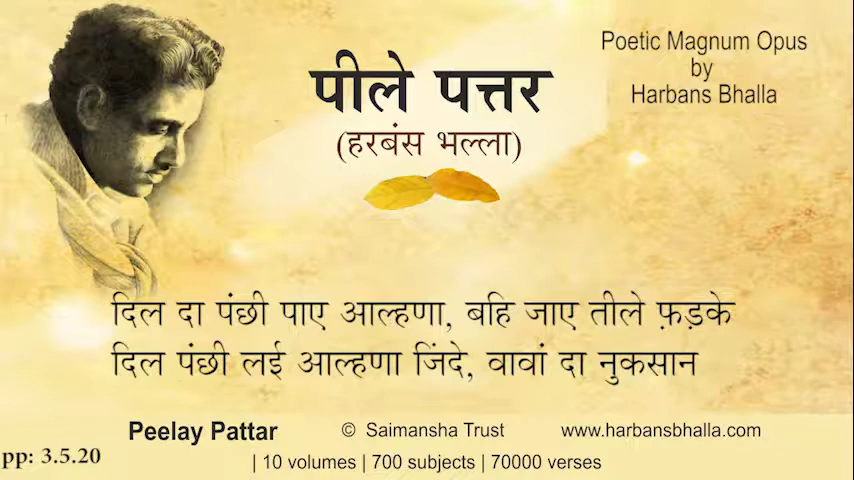 पीले पत्तर
(हरबंस भल्ला)
Poetic Magnum Opus
by
Harbans Bhalla
दिल दा पंछी पाए आल्हणा, बहि जाए तीले फ़ड़के
दिल पंछी लई आल्हणा जिंदे, वावां दा नुकसान
Peelay Pattar © Saimansha Trust www.harbansbhalla.com
pp: 3.5.20
| 10 volumes | 700 subjects | 70000 verses